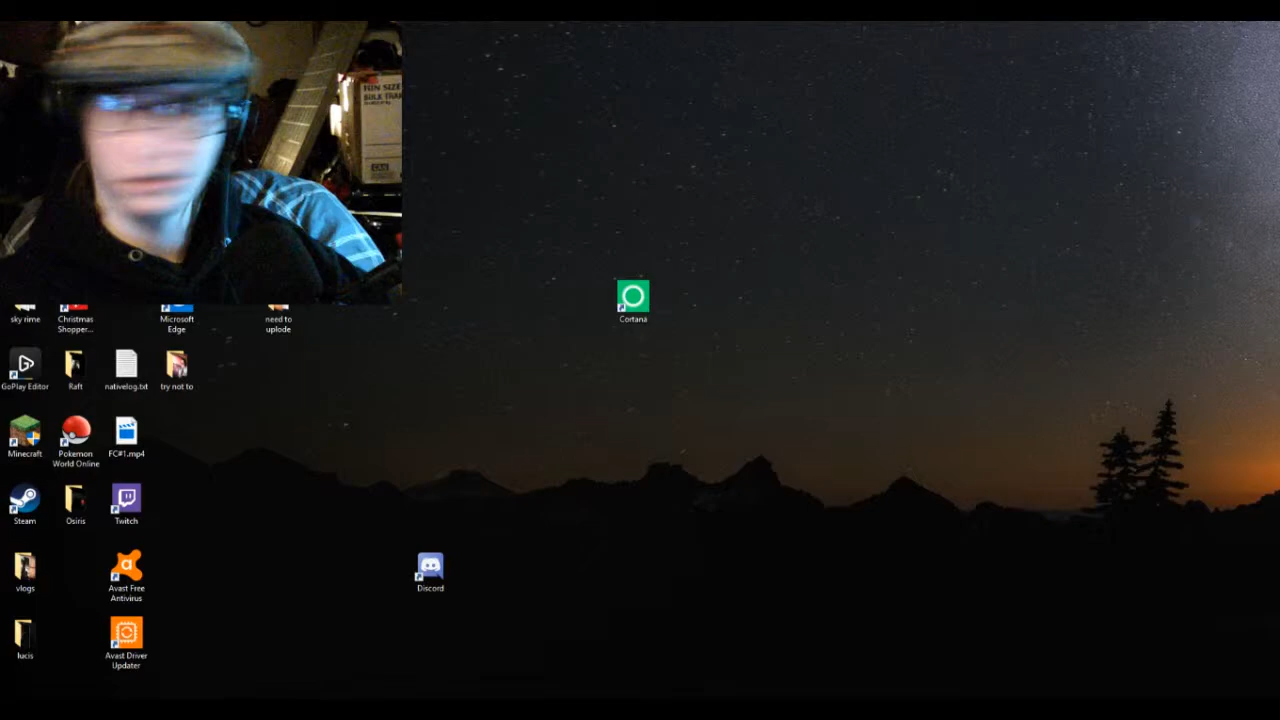 sky rime
Christmas
Shopper...
Microsoft
Edge
need to
uplode
Cortana
GoPlay Editor
Raft
nativelog.txt
try not to
Minecraft
Pokemon
World Online
FC#1.mp4
Steam
Osiris
Twitch
vlogs
Avast Free
Antivirus
Discord
lucis
Avast Driver
Updater